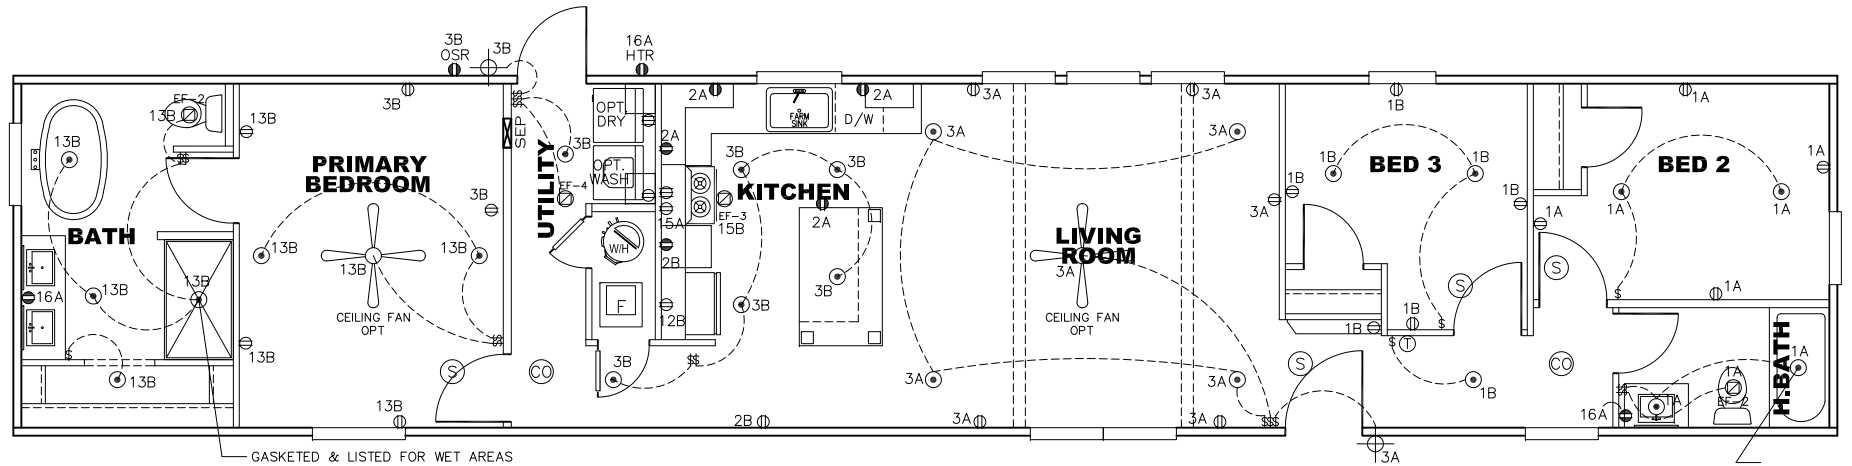 3B
OSR
3B
16A
HTR
EF-2
13B
3B
SEP
OPT.
DRY
2A
FARM
SINK
2A
D/W
3A
3A
1B
1A
13B
13B
PRIMARY
BEDROOM
UTILITY
3B
2A
OPT.
WASH
EF-4
3B
3B
KITCHEN
3A
3A
1B
BED 3
1B
BED 2
1A
3B
15A
EF-3
15B
2A
2A
3A
1B
1B
1A
1A
1A
BATH
13B
13B
CEILING FAN
OPT
13B
W/H
2B
3B
LIVING
ROOM
3A
CEILING FAN
OPT
S
S
16A
13B
13B
F
12B
3B
1A
13B
1B
1B
T
H.BATH
13B
S
CO
3B
3A
3A
S
1B
CO
1A
1A
EF-2
1A
16A
13B
2B
3A
3A
3A
GASKETED & LISTED FOR WET AREAS